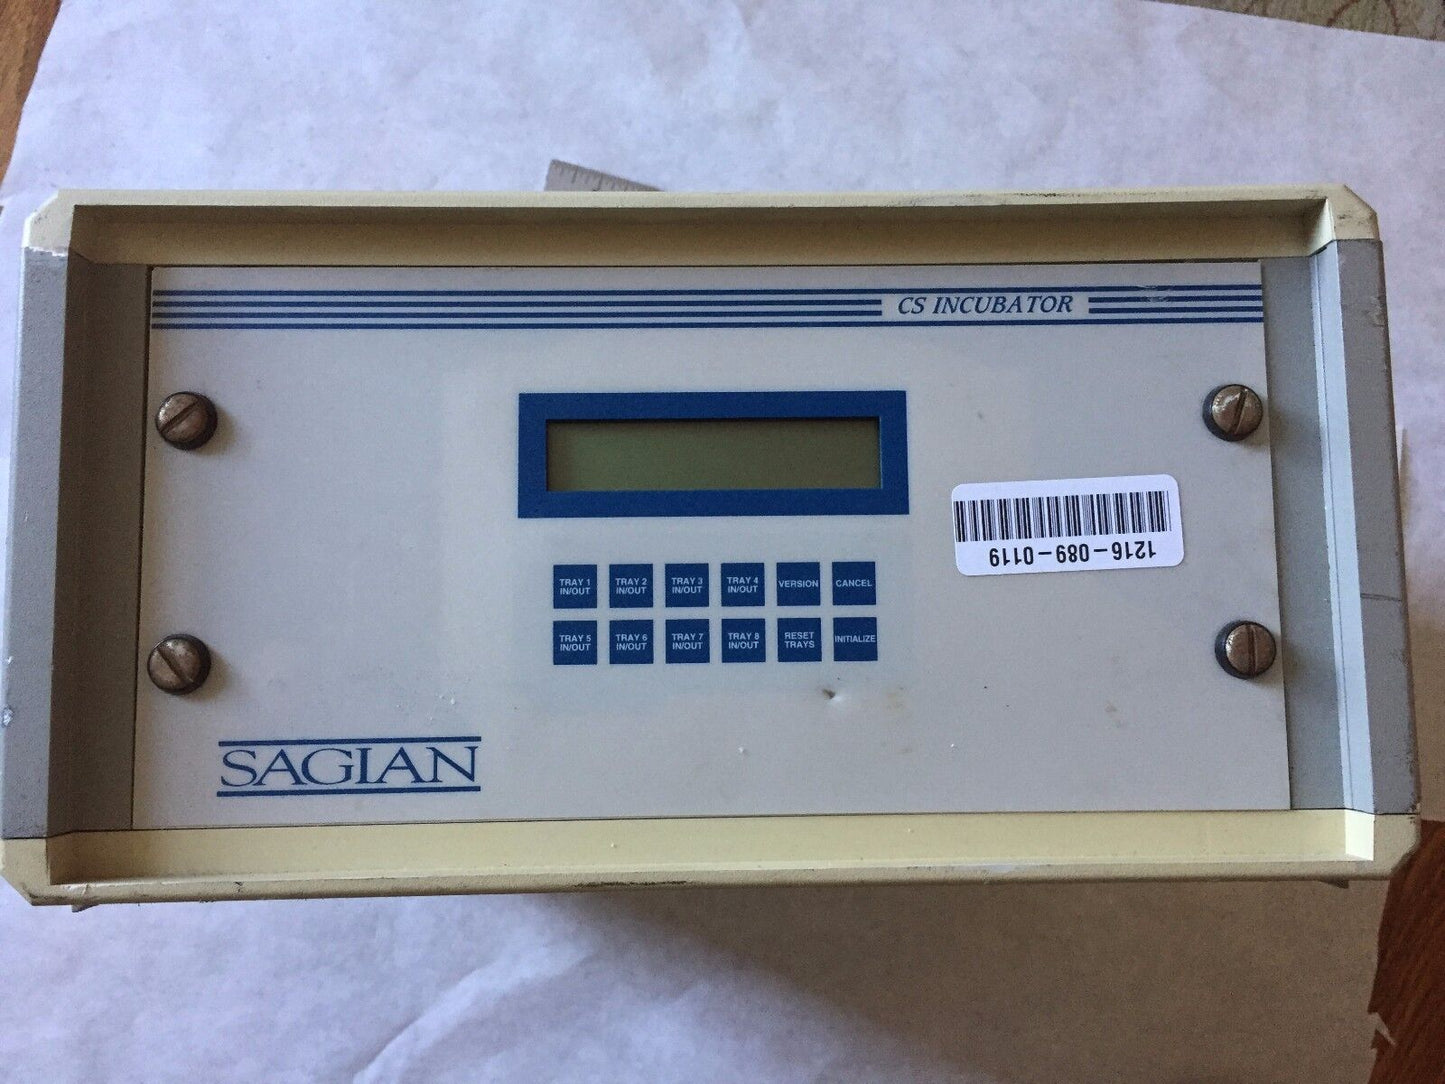 CS INCUBATOR
1216-089-0119
TRAY 1
IN/OUT
TRAY 2
IN/OUT
TRAY 3
IN/OUT
TRAY 4
IN/OUT
VERSION
CANCEL
TRAY 5
IN/OUT
TRAY 6
IN/OUT
TRAY 7
IN/OUT
TRAY 8
IN/OUT
RESET
TRAYS
INITIALIZE
SAGIAN